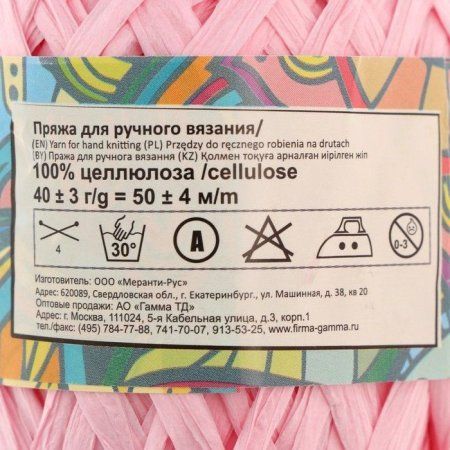 Пряжа для ручного вязания/
(EN) Yarn for hand knitting (PL) Przędzy do ręcznego robienia na drutach
(BY) Пража для ручнога вязання (KZ) Қолмен тоқуға арналған иірілген жіп
100% целлюлоза /cellulose
40 ± 3 г/g = 50 ± 4 м/m
4 30° A 0-3
Изготовитель: ООО «Меранти-Рус»
Адрес: 620089, Свердловская обл., г. Екатеринбург, ул. Машинная, д. 38, кв 20
Оптовые продажи: АО «Гамма ТД»
Адрес: г. Москва, 111024, 5-я Кабельная улица, д.3, корп.1
тел./факс: (495) 784-77-88, 741-70-07, 913-53-25, www.firma-gamma.ru